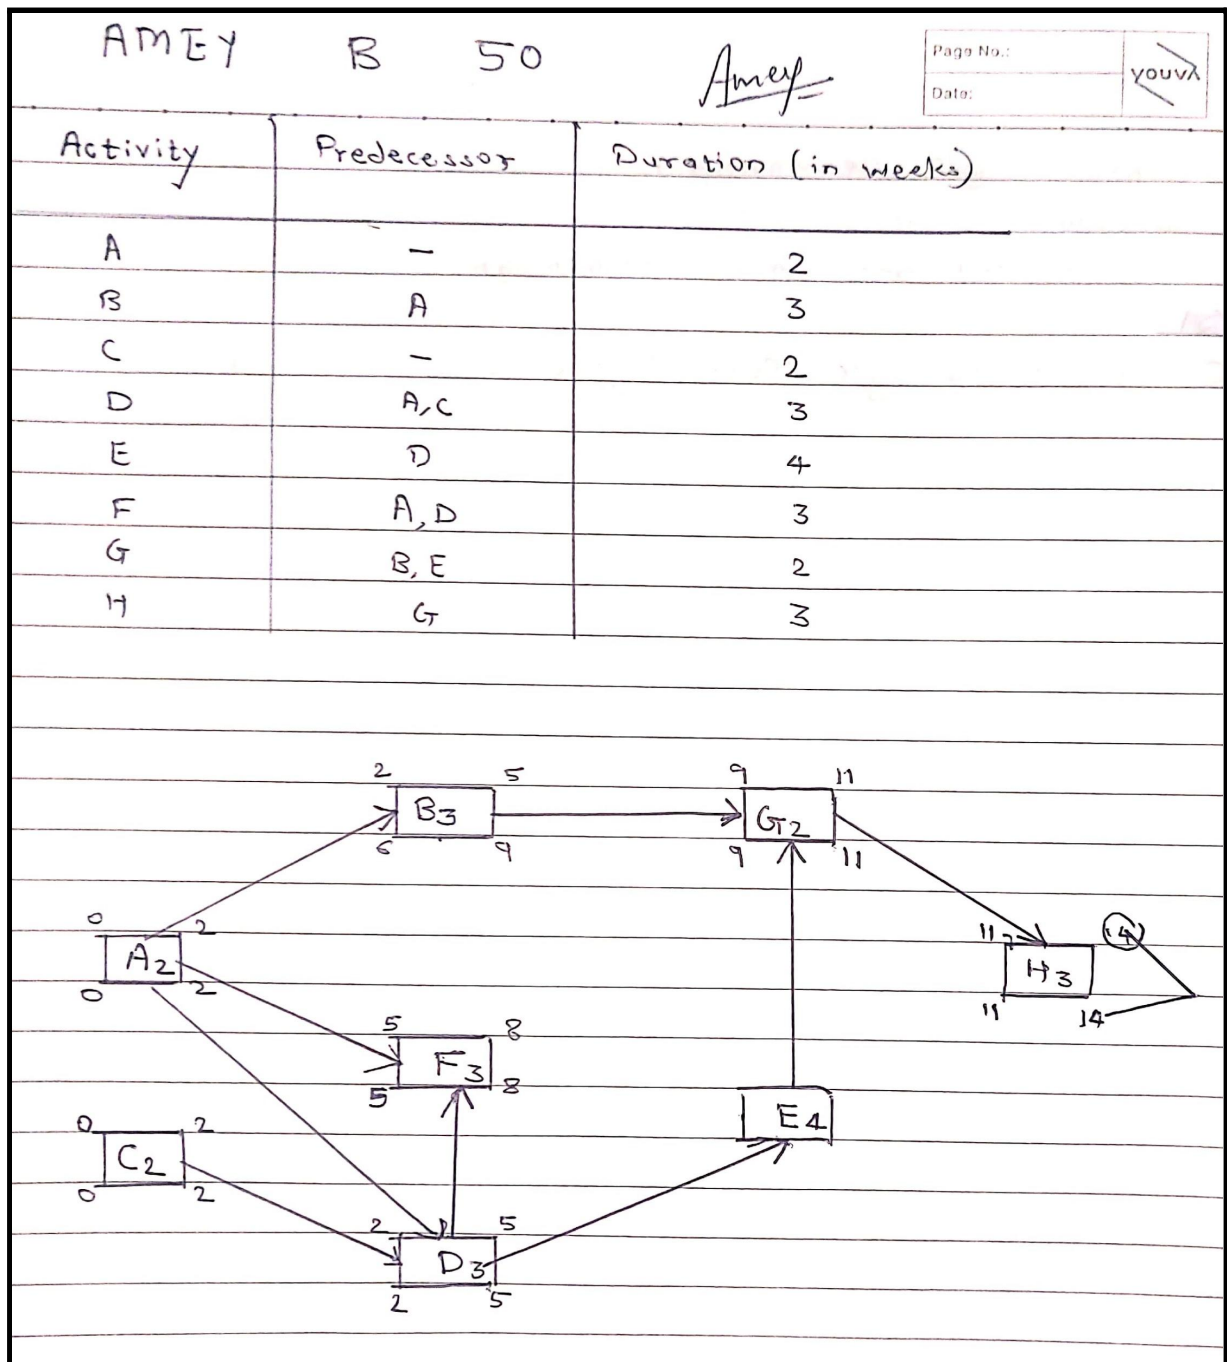 AMEY B 50 Amey
Page No.:
Date:
YOUVA
Activity Predecessor Duration (in weeks)
A — 2
B A 3
C — 2
D A,C 3
E D 4
F A,D 3
G B,E 2
H G 3
2 5 9 11
B3 G2
6 9 9 11
0 2 11 14
A2 H3
0 2 11 14
5 8
F3
5 8
E4
0 2
C2
0 2
2 5
D3
2 5